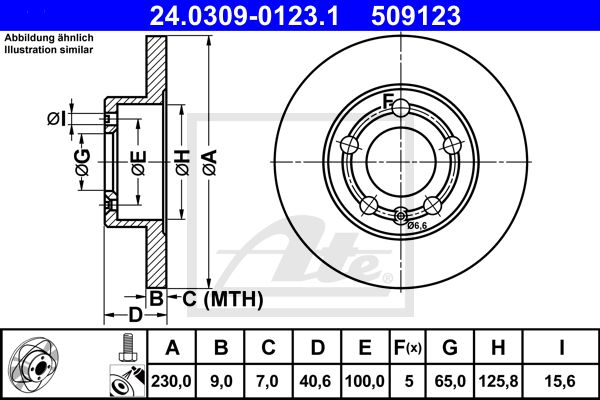 24.0309-0123.1 509123
Abbildung ähnlich
Illustration similar
F
ØI
ØG
ØE
ØH
ØA
Ø6,6
B
C (MTH)
D
Ate
A B C D E F(x) G H I
230,0 9,0 7,0 40,6 100,0 5 65,0 125,8 15,6